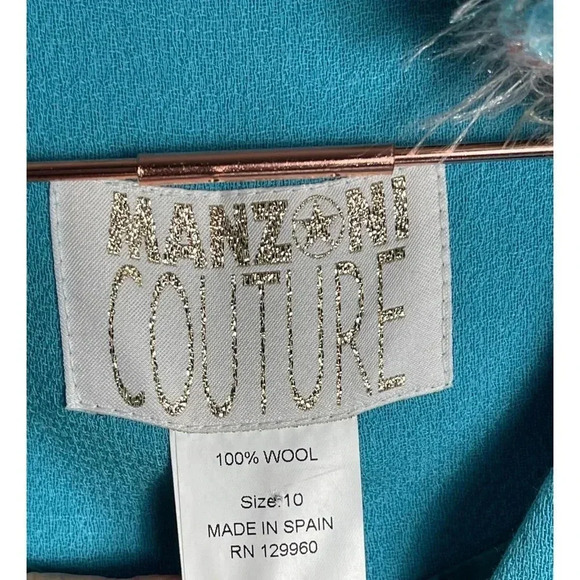 MANZONI
COUTURE
100% WOOL
Size:10
MADE IN SPAIN
RN 129960